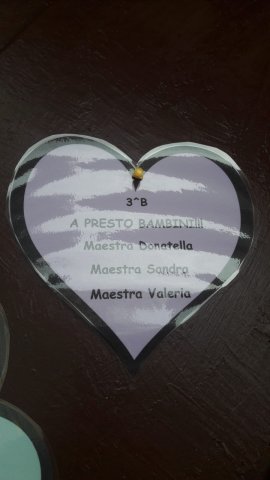 3^B
A PRESTO BAMBINI!!!
Maestra Donatella
Maestra Sandra
Maestra Valeria